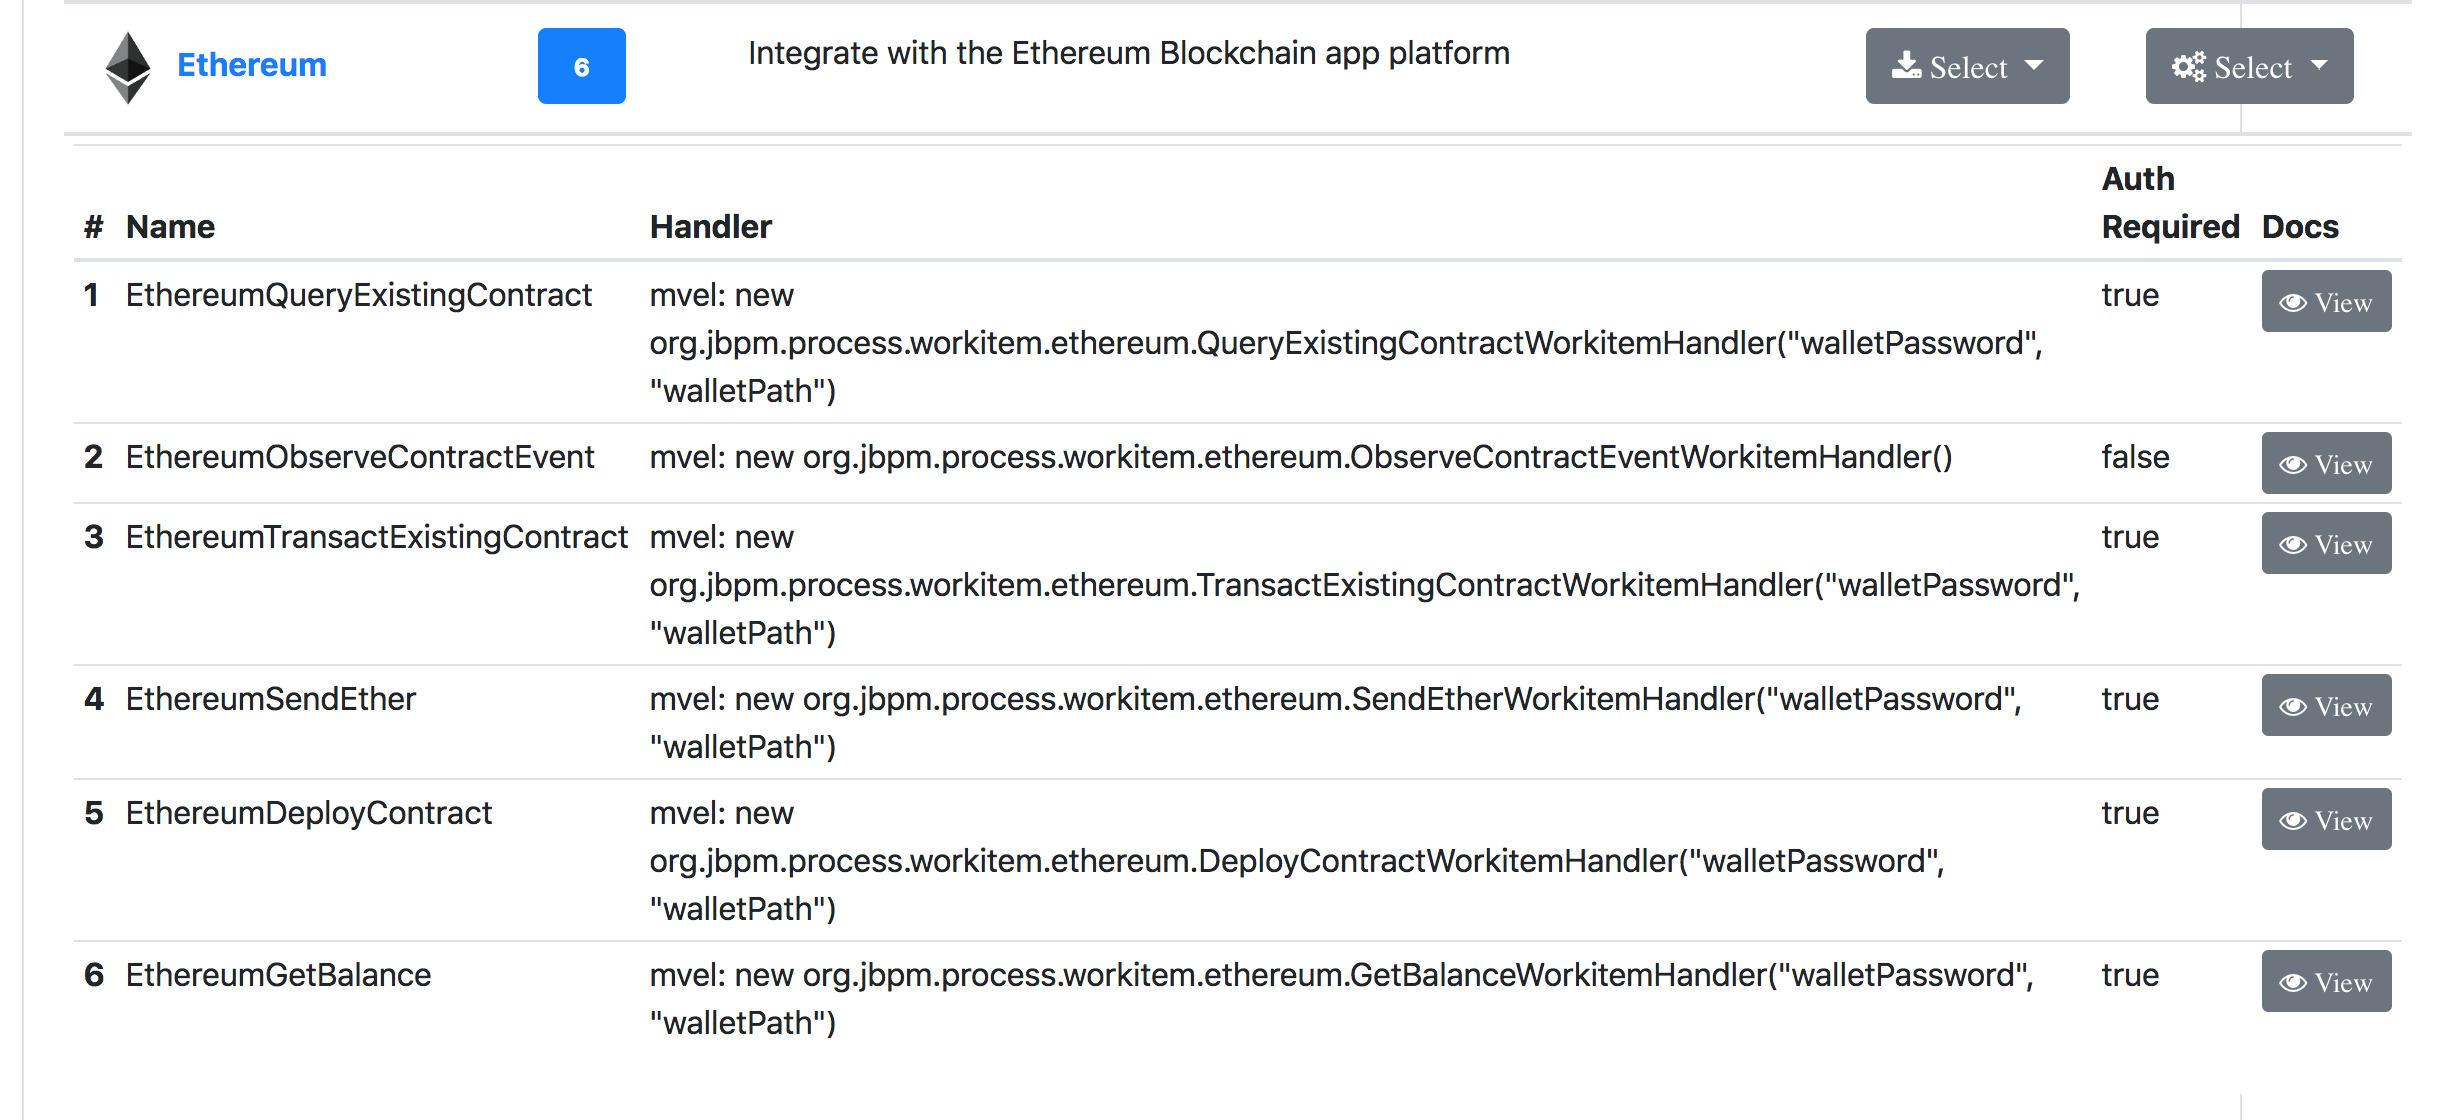 Ethereum 6 Integrate with the Ethereum Blockchain app platform Select Select
Auth
# Name Handler Required Docs
1 EthereumQueryExistingContract mvel: new true View
org.jbpm.process.workitem.ethereum.QueryExistingContractWorkitemHandler("walletPassword",
"walletPath")
2 EthereumObserveContractEvent mvel: new org.jbpm.process.workitem.ethereum.ObserveContractEventWorkitemHandler() false View
3 EthereumTransactExistingContract mvel: new true View
org.jbpm.process.workitem.ethereum.TransactExistingContractWorkitemHandler("walletPassword",
"walletPath")
4 EthereumSendEther mvel: new org.jbpm.process.workitem.ethereum.SendEtherWorkitemHandler("walletPassword", true View
"walletPath")
5 EthereumDeployContract mvel: new true View
org.jbpm.process.workitem.ethereum.DeployContractWorkitemHandler("walletPassword",
"walletPath")
6 EthereumGetBalance mvel: new org.jbpm.process.workitem.ethereum.GetBalanceWorkitemHandler("walletPassword", true View
"walletPath")